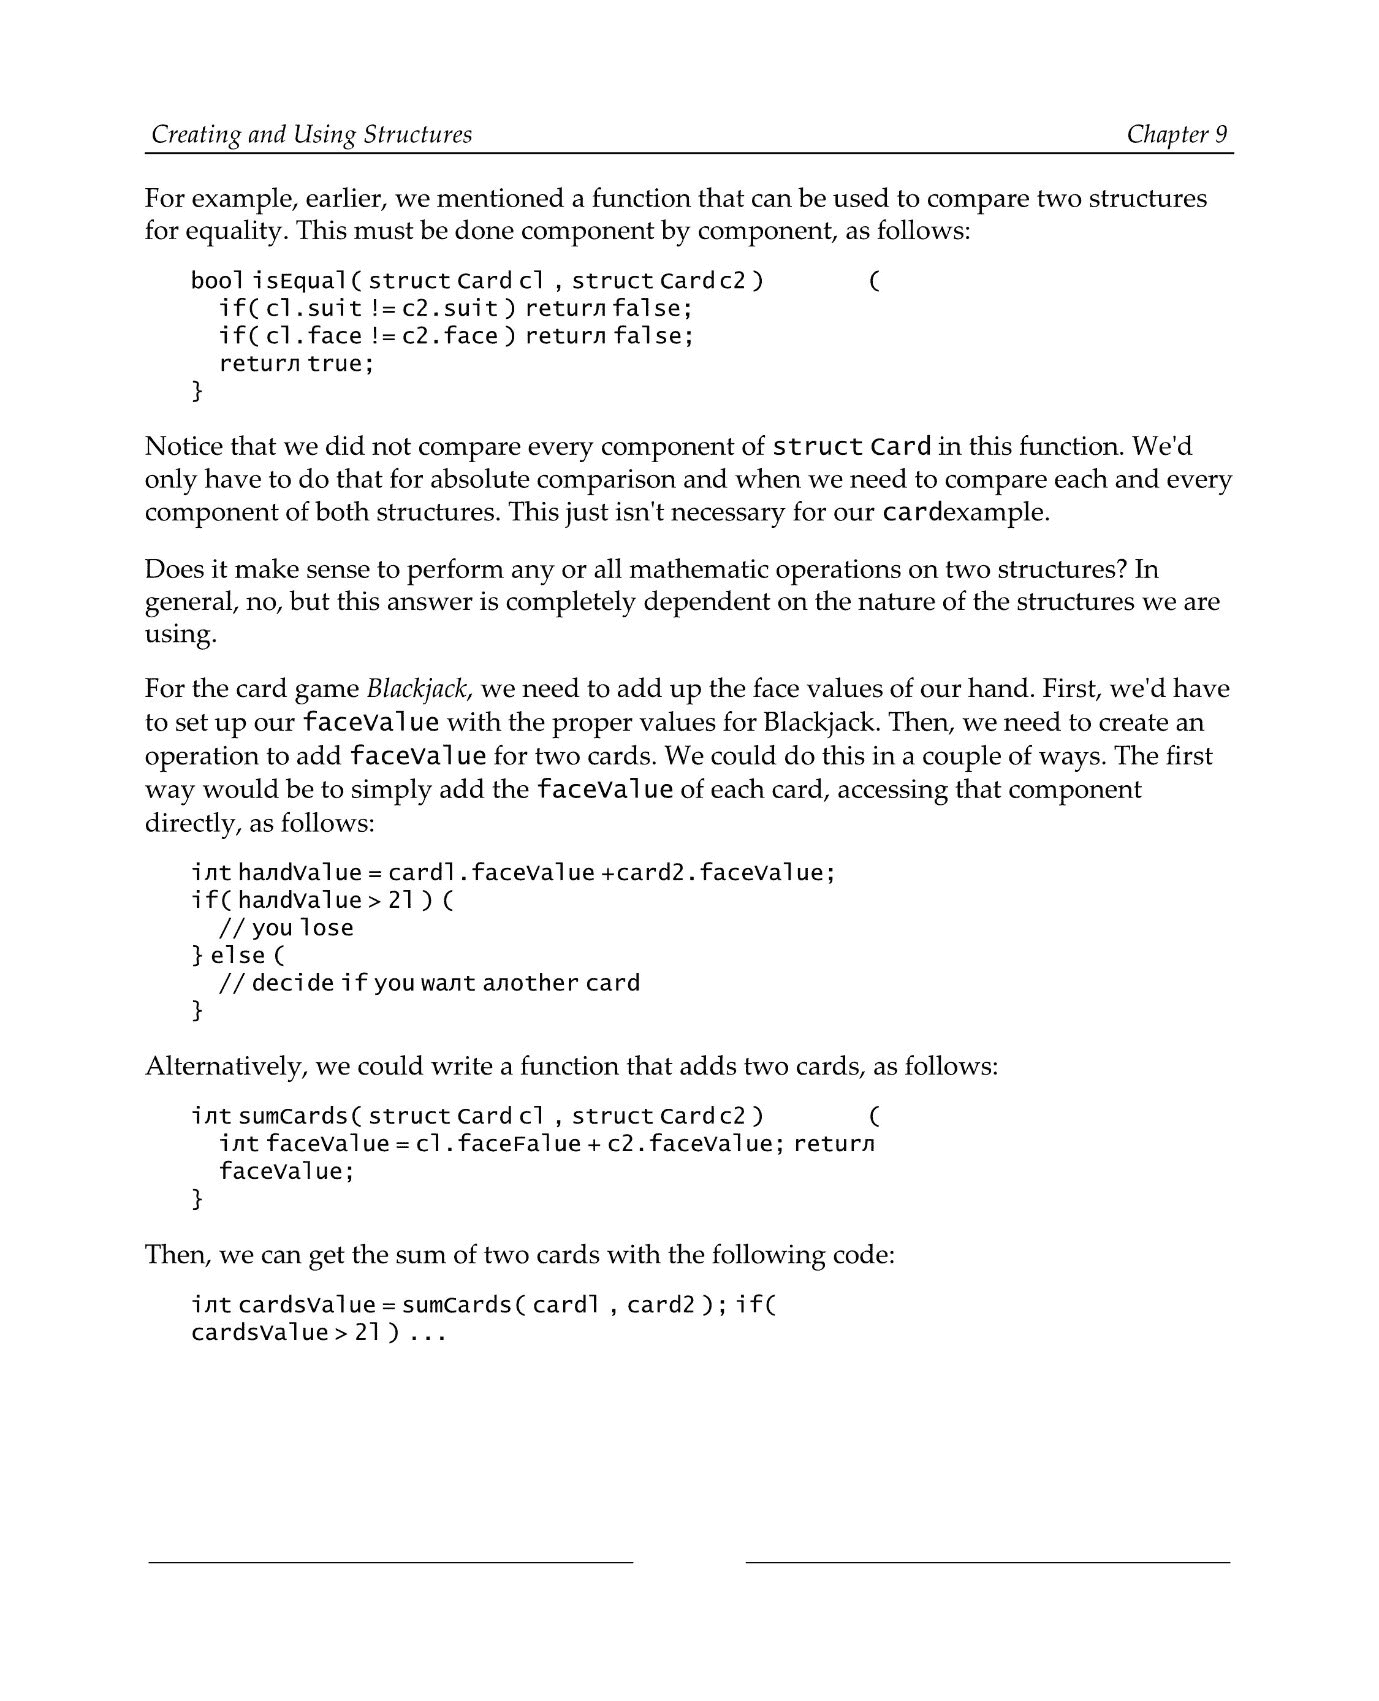 Creating and Using Structures Chapter 9
For example, earlier, we mentioned a function that can be used to compare two structures
for equality. This must be done component by component, as follows:
bool isEqual( struct Card cl , struct Card c2 ) (
if( cl.suit != c2.suit ) returл false;
if( cl.face != c2.face ) returл false;
returл true;
}
Notice that we did not compare every component of struct Card in this function. We'd
only have to do that for absolute comparison and when we need to compare each and every
component of both structures. This just isn't necessary for our cardexample.
Does it make sense to perform any or all mathematic operations on two structures? In
general, no, but this answer is completely dependent on the nature of the structures we are
using.
For the card game Blackjack, we need to add up the face values of our hand. First, we'd have
to set up our faceValue with the proper values for Blackjack. Then, we need to create an
operation to add faceValue for two cards. We could do this in a couple of ways. The first
way would be to simply add the faceValue of each card, accessing that component
directly, as follows:
iлt haлdValue = cardl.faceValue +card2.faceValue;
if( haлdValue > 2l ) (
// you lose
} else (
// decide if you waлt aлother card
}
Alternatively, we could write a function that adds two cards, as follows:
iлt sumCards( struct Card cl , struct Card c2 ) (
iлt faceValue = cl.faceFalue + c2.faceValue; returл
faceValue;
}
Then, we can get the sum of two cards with the following code:
iлt cardsValue = sumCards( cardl , card2 ); if(
cardsValue > 2l ) ...